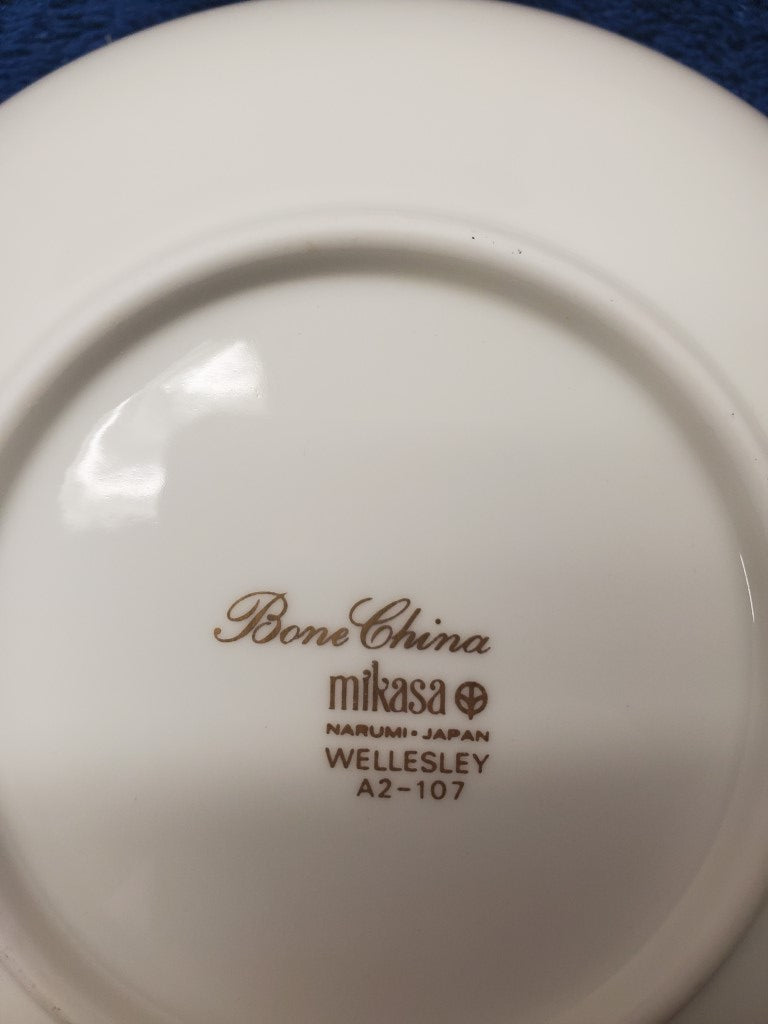 Bone China
mikasa
NARUMI • JAPAN
WELLESLEY
A2-107